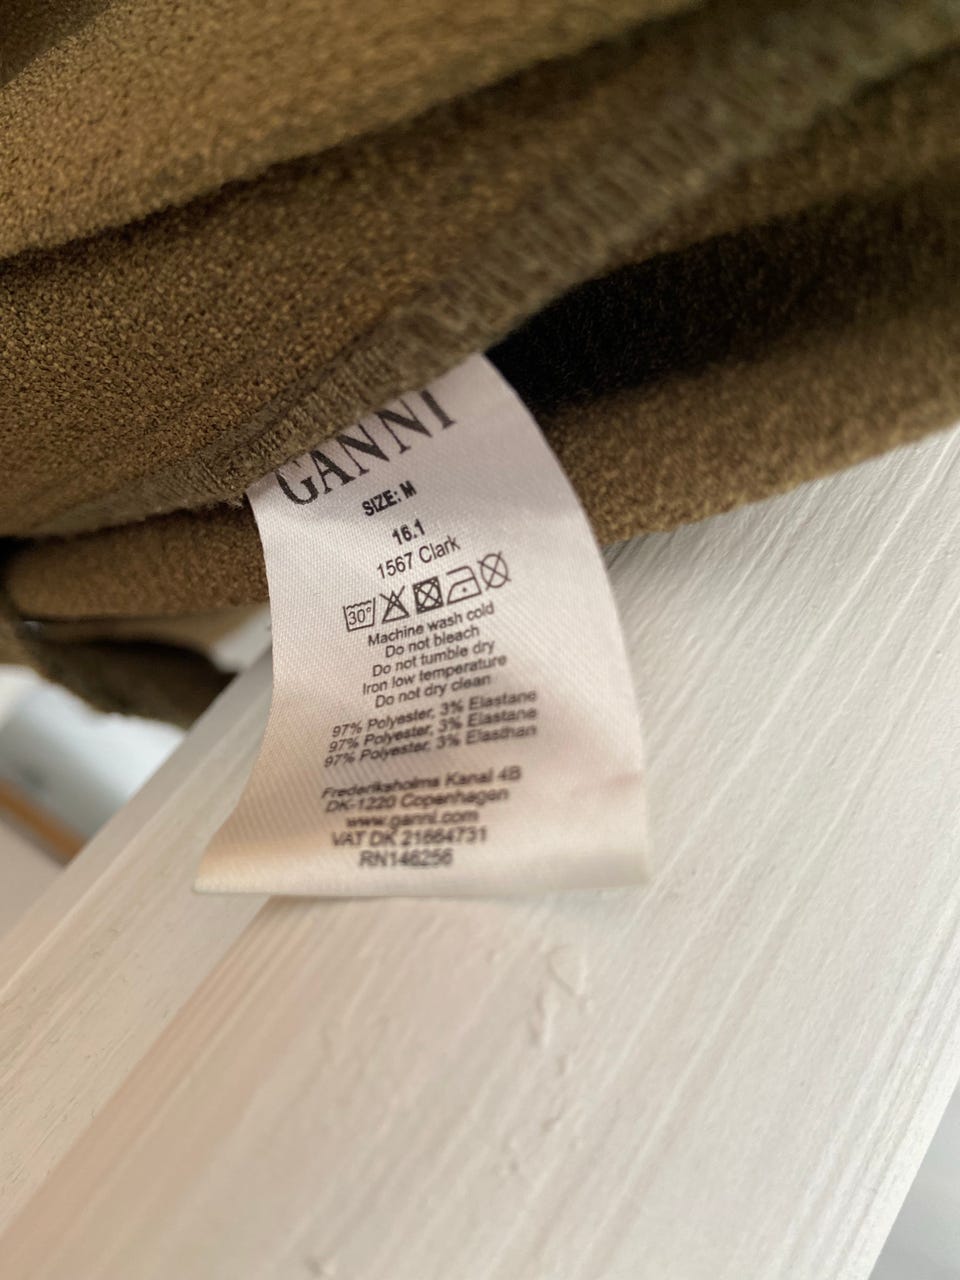 GANNI
SIZE: M
16.1
1567 Clark
30°
Machine wash cold
Do not bleach
Do not tumble dry
Iron low temperature
Do not dry clean
97% Polyester, 3% Elastane
97% Polyester, 3% Elastane
97% Polyester, 3% Elasthan
Frederiksholms Kanal 4B
DK-1220 Copenhagen
www.ganni.com
VAT DK 21664731
RN146256